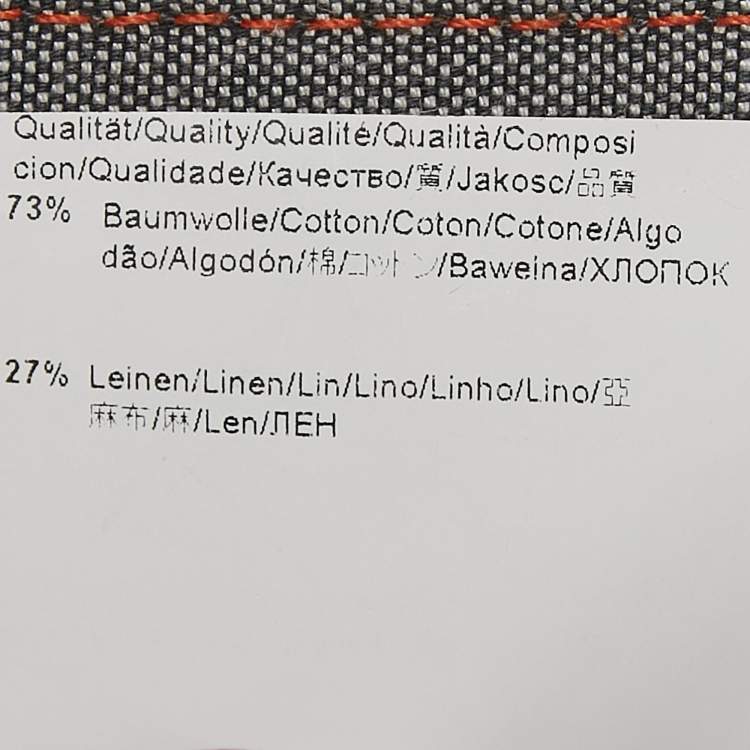 Qualität/Quality/Qualité/Qualità/Composi
cion/Qualidade/Качество/質/Jakosc/品質
73% Baumwolle/Cotton/Coton/Cotone/Algo
dão/Algodón/棉/コットン/Baweina/ХЛОПОК
27% Leinen/Linen/Lin/Lino/Linho/Lino/亞
麻布/麻/Len/ЛЕН